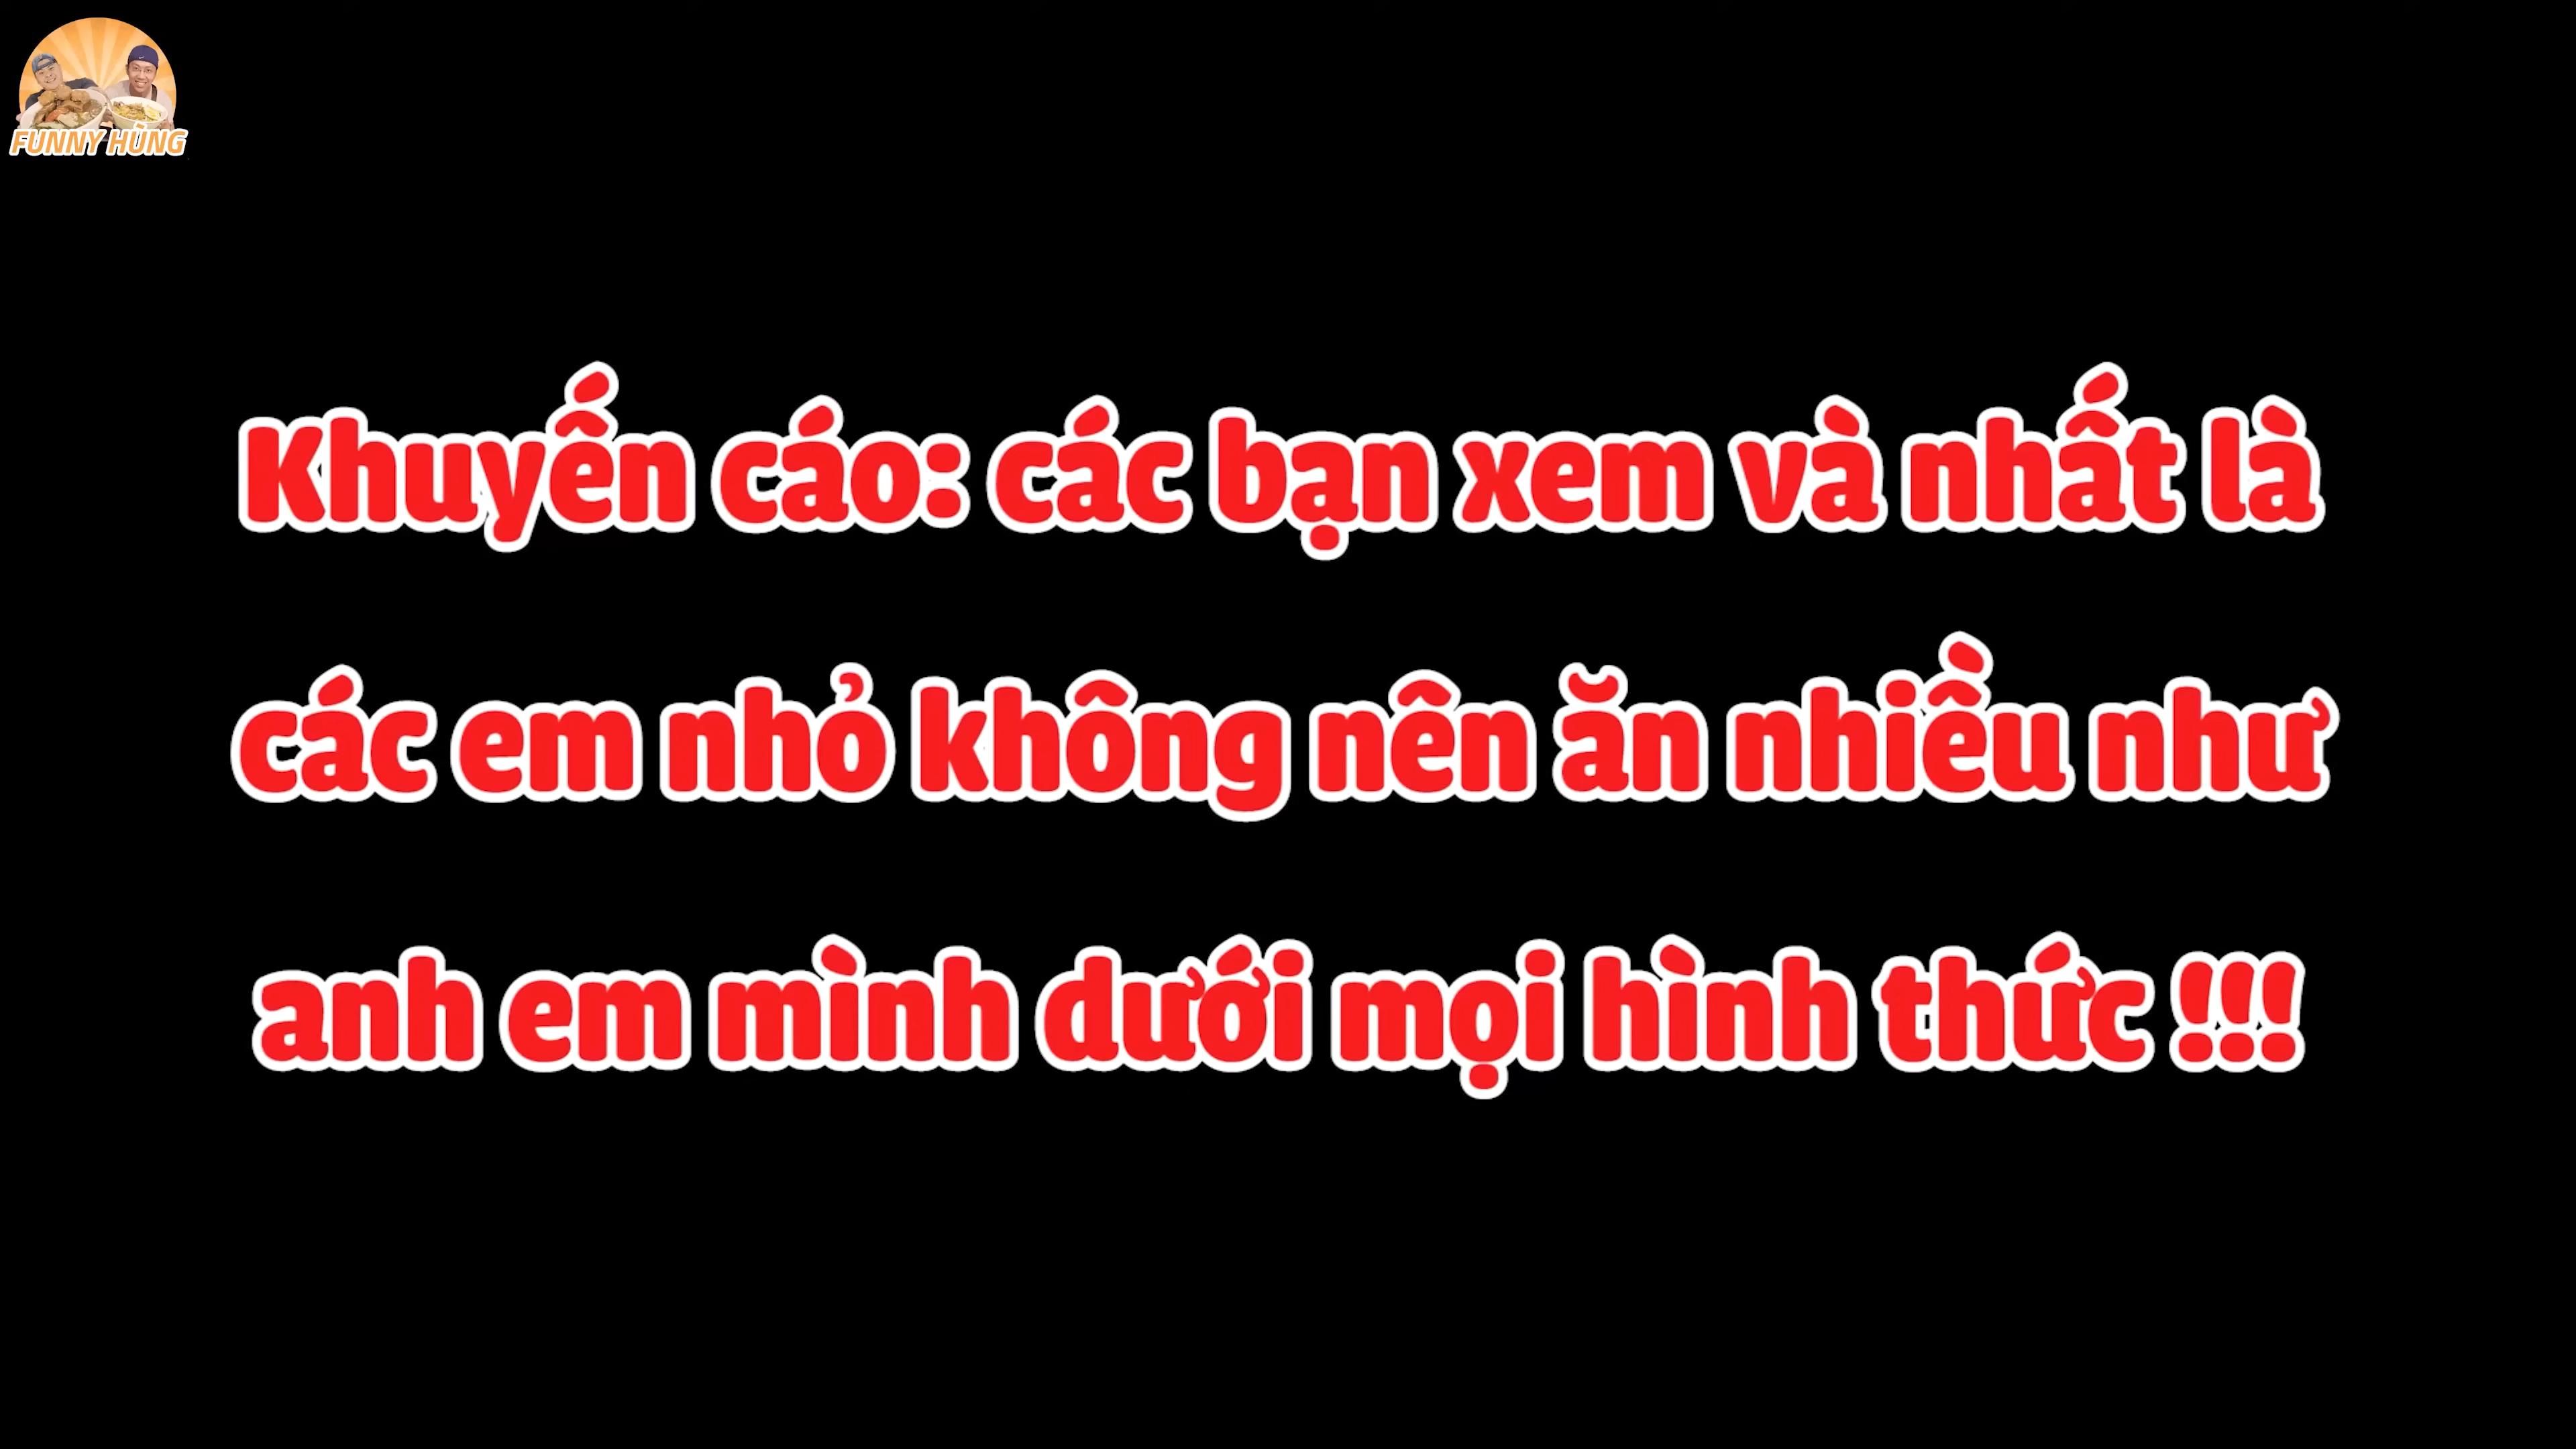 FUNNY HÙNG
Khuyến cáo: các bạn xem và nhất là
các em nhỏ không nên ăn nhiều như
anh em mình dưới mọi hình thức !!!